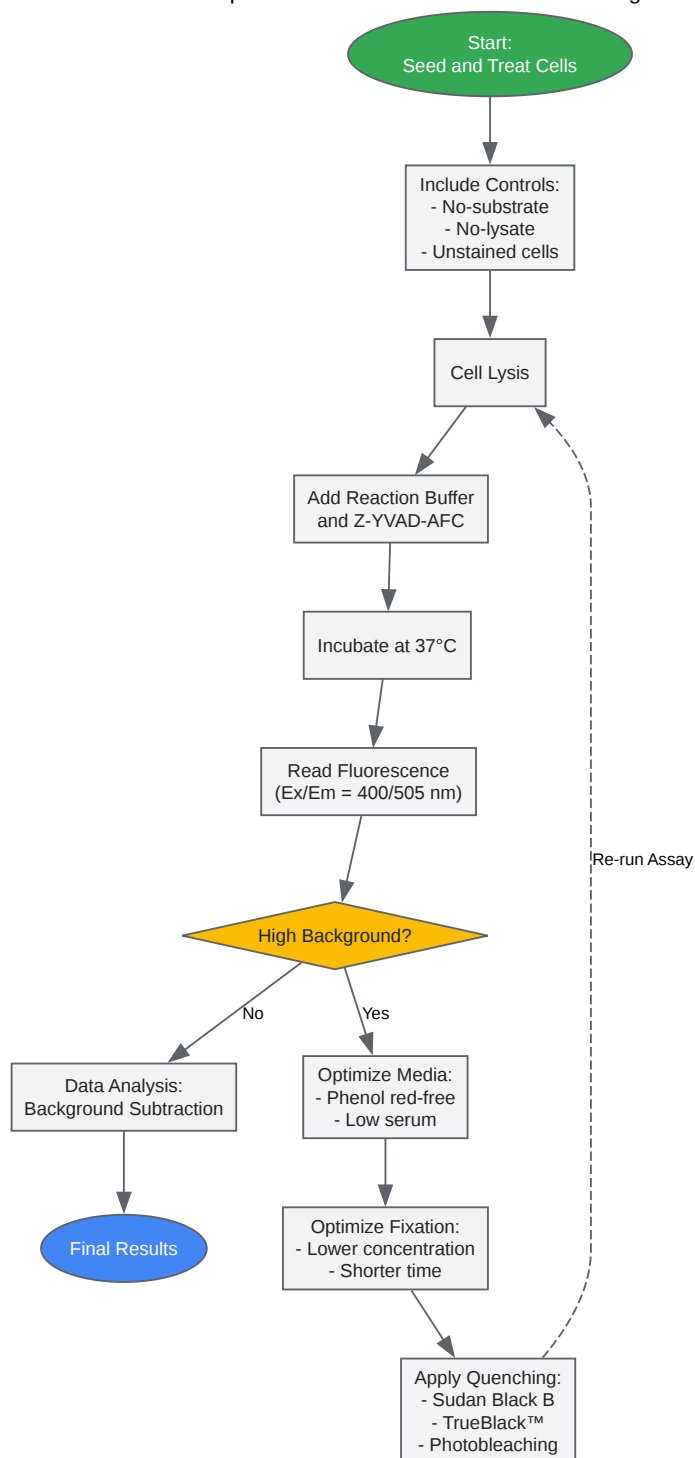 Start:
Seed and Treat Cells
Include Controls:
- No-substrate
- No-lysate
- Unstained cells
Cell Lysis
Add Reaction Buffer
and Z-YVAD-AFC
Incubate at 37°C
Read Fluorescence
(Ex/Em = 400/505 nm)
Re-run Assay
High Background?
No
Yes
Data Analysis:
Background Subtraction
Optimize Media:
- Phenol red-free
- Low serum
Final Results
Optimize Fixation:
- Lower concentration
- Shorter time
Apply Quenching:
- Sudan Black B
- TrueBlack™
- Photobleaching